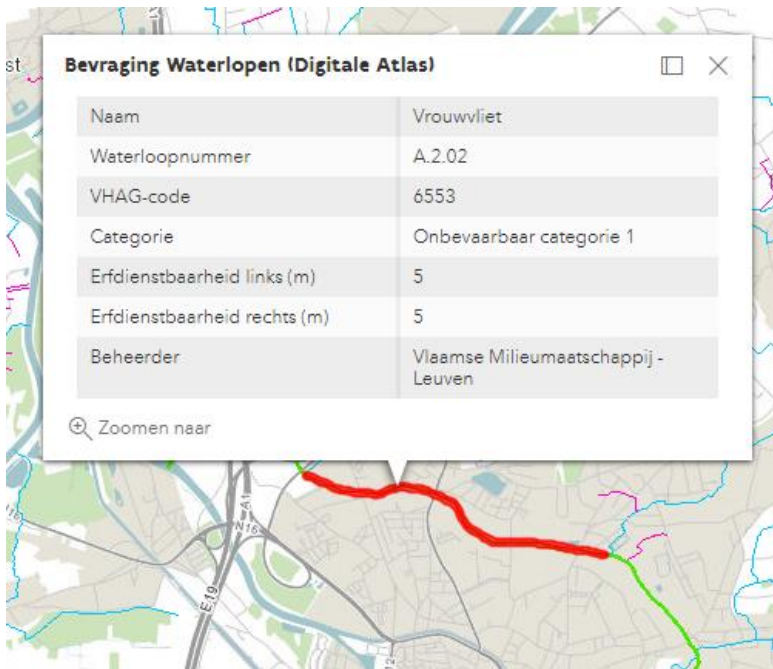 st
Bevraging Waterlopen (Digitale Atlas)
Naam Vrouwvliet
Waterloopnummer A.2.02
VHAG-code 6553
Categorie Onbevaarbaar categorie 1
Erfdienstbaarheid links (m) 5
Erfdienstbaarheid rechts (m) 5
Beheerder Vlaamse Milieumaatschappij -
Leuven
Zoomen naar
A1
N16
E19